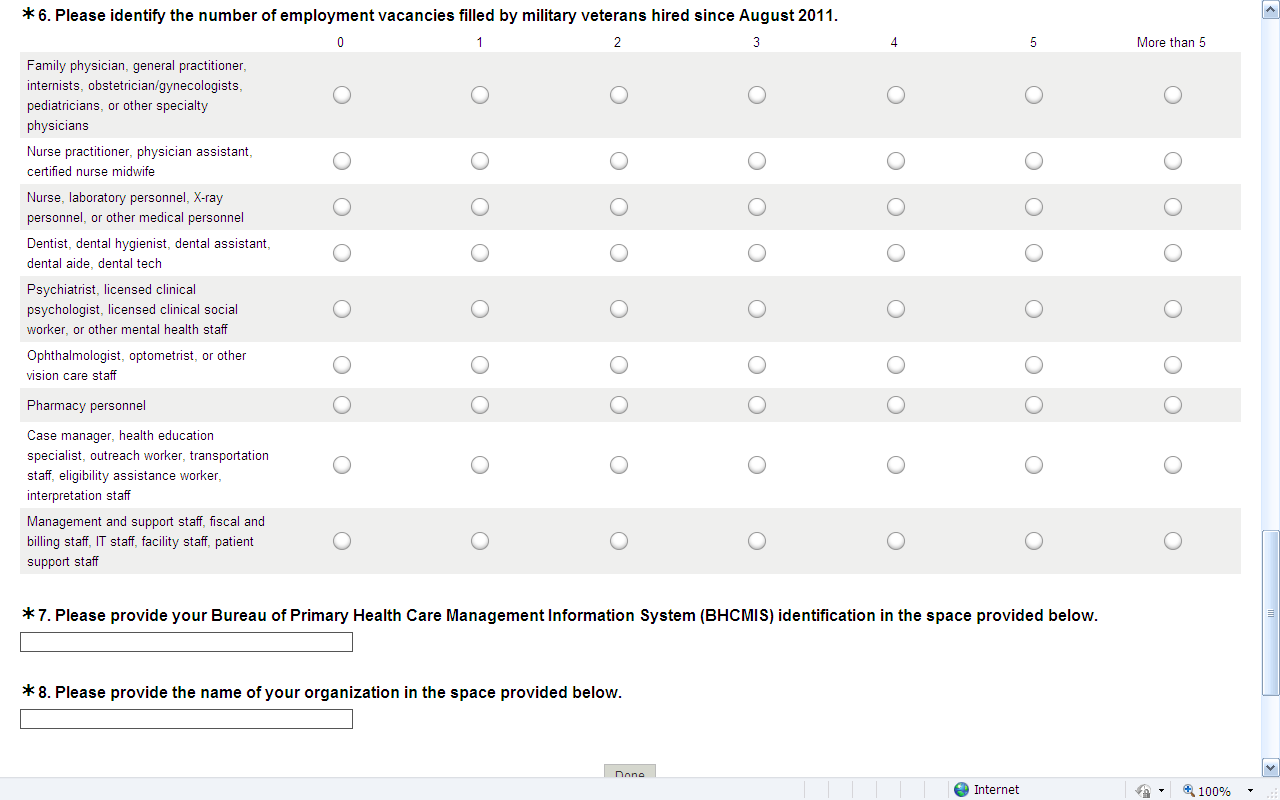 *6. Please identify the number of employment vacancies filled by military veterans hired since August 2011.
0 1 2 3 4 5 More than 5
Family physician, general practitioner,
internists, obstetrician/gynecologists,
pediatricians, or other specialty
physicians
Nurse practitioner, physician assistant,
certified nurse midwife
Nurse, laboratory personnel, X-ray
personnel, or other medical personnel
Dentist, dental hygienist, dental assistant,
dental aide, dental tech
Psychiatrist, licensed clinical
psychologist, licensed clinical social
worker, or other mental health staff
Ophthalmologist, optometrist, or other
vision care staff
Pharmacy personnel
Case manager, health education
specialist, outreach worker, transportation
staff, eligibility assistance worker,
interpretation staff
Management and support staff, fiscal and
billing staff, IT staff, facility staff, patient
support staff
*7. Please provide your Bureau of Primary Health Care Management Information System (BHCMIS) identification in the space provided below.
*8. Please provide the name of your organization in the space provided below.
Done
Internet 100%